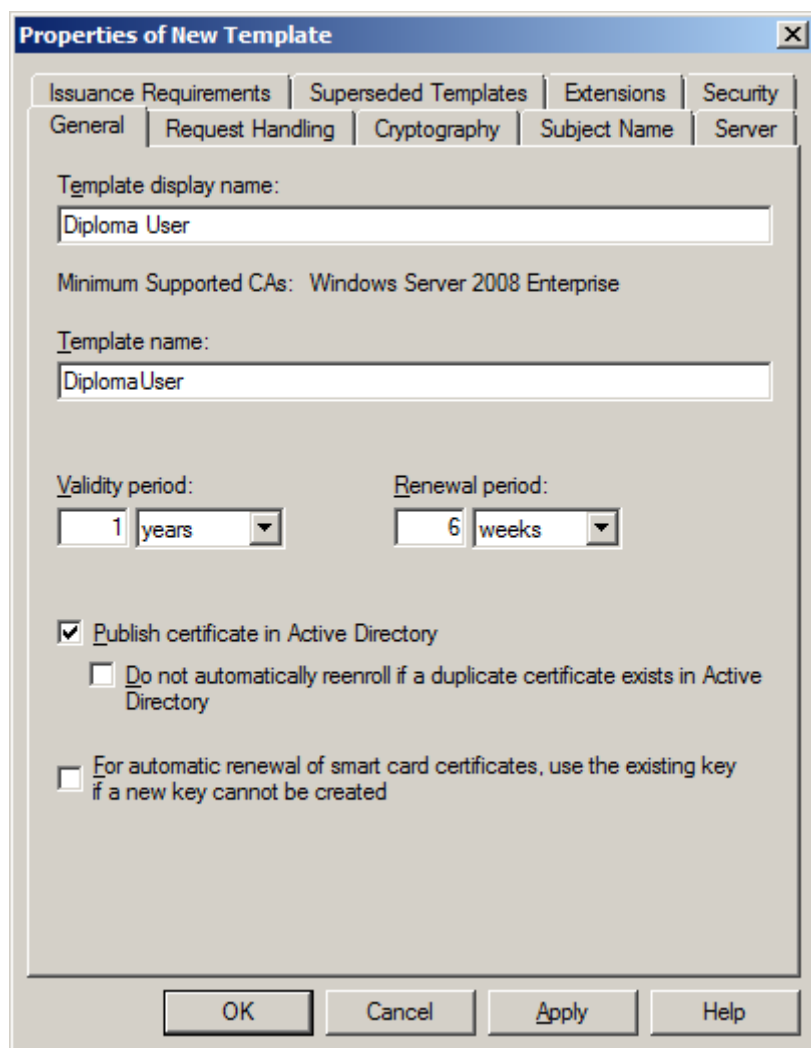 Properties of New Template
Issuance Requirements Superseded Templates Extensions Security
General Request Handling Cryptography Subject Name Server
Template display name:
Diploma User
Minimum Supported CAs: Windows Server 2008 Enterprise
Template name:
DiplomaUser
Validity period: Renewal period:
1 years 6 weeks
Publish certificate in Active Directory
Do not automatically reenroll if a duplicate certificate exists in Active
Directory
For automatic renewal of smart card certificates, use the existing key
if a new key cannot be created
OK Cancel Apply Help